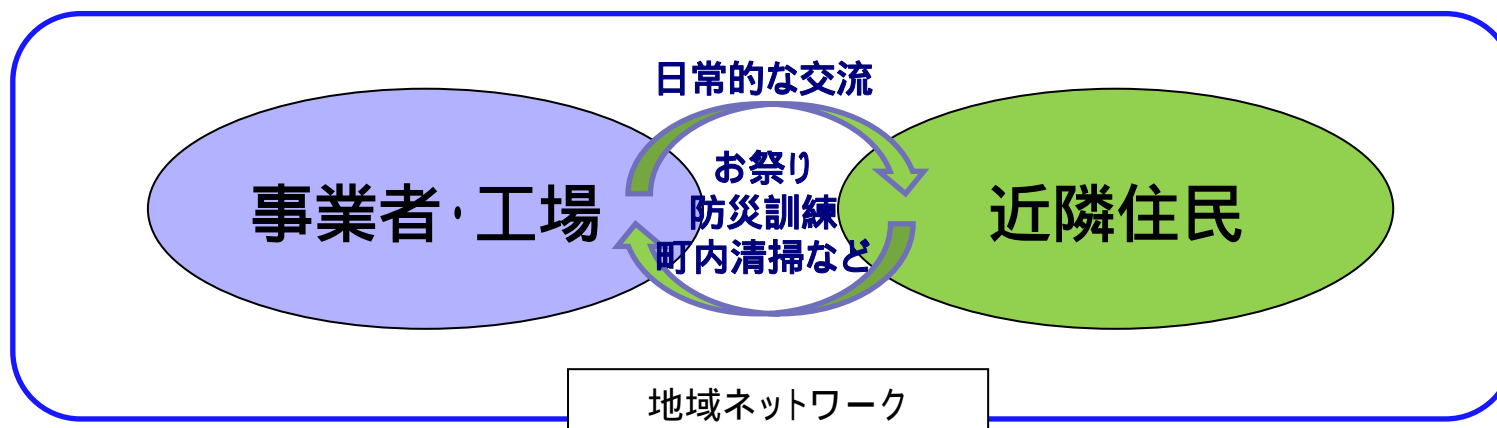 日常的な交流
お祭り
防災訓練
町内清掃など
事業者・工場
近隣住民
地域ネットワーク